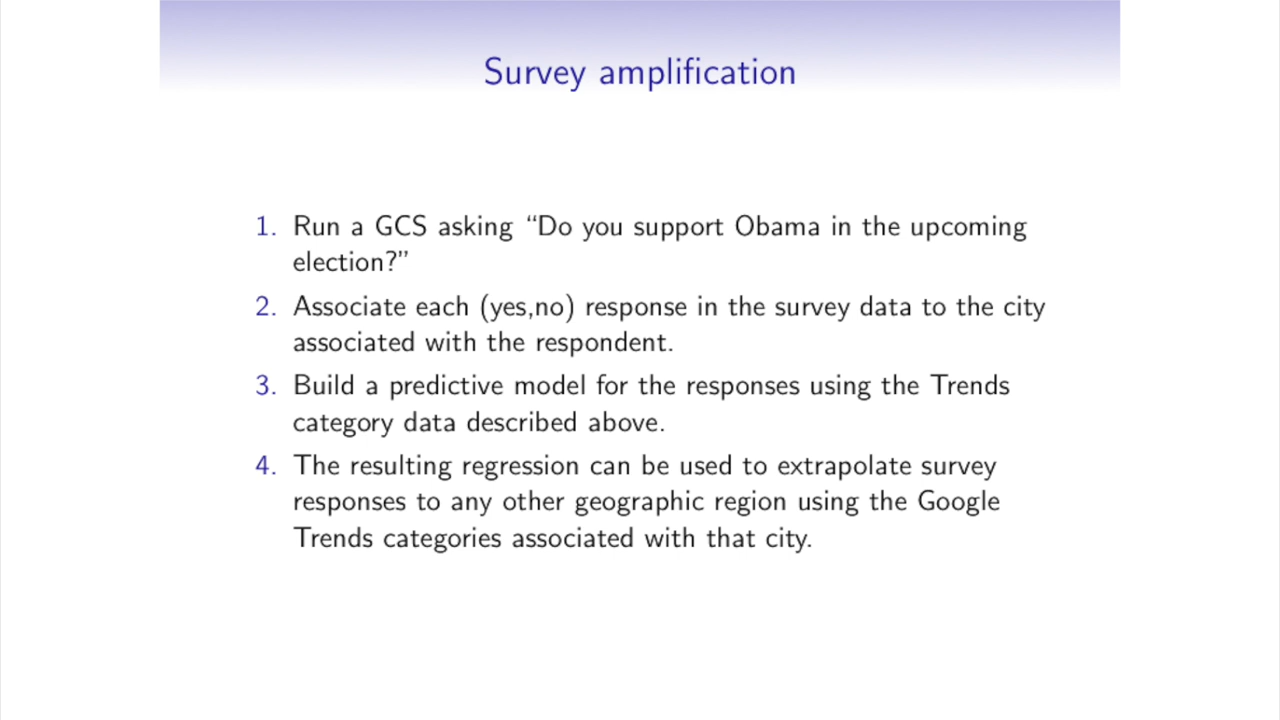 Survey amplification
1. Run a GCS asking “Do you support Obama in the upcoming
election?”
2. Associate each (yes,no) response in the survey data to the city
associated with the respondent.
3. Build a predictive model for the responses using the Trends
category data described above.
4. The resulting regression can be used to extrapolate survey
responses to any other geographic region using the Google
Trends categories associated with that city.